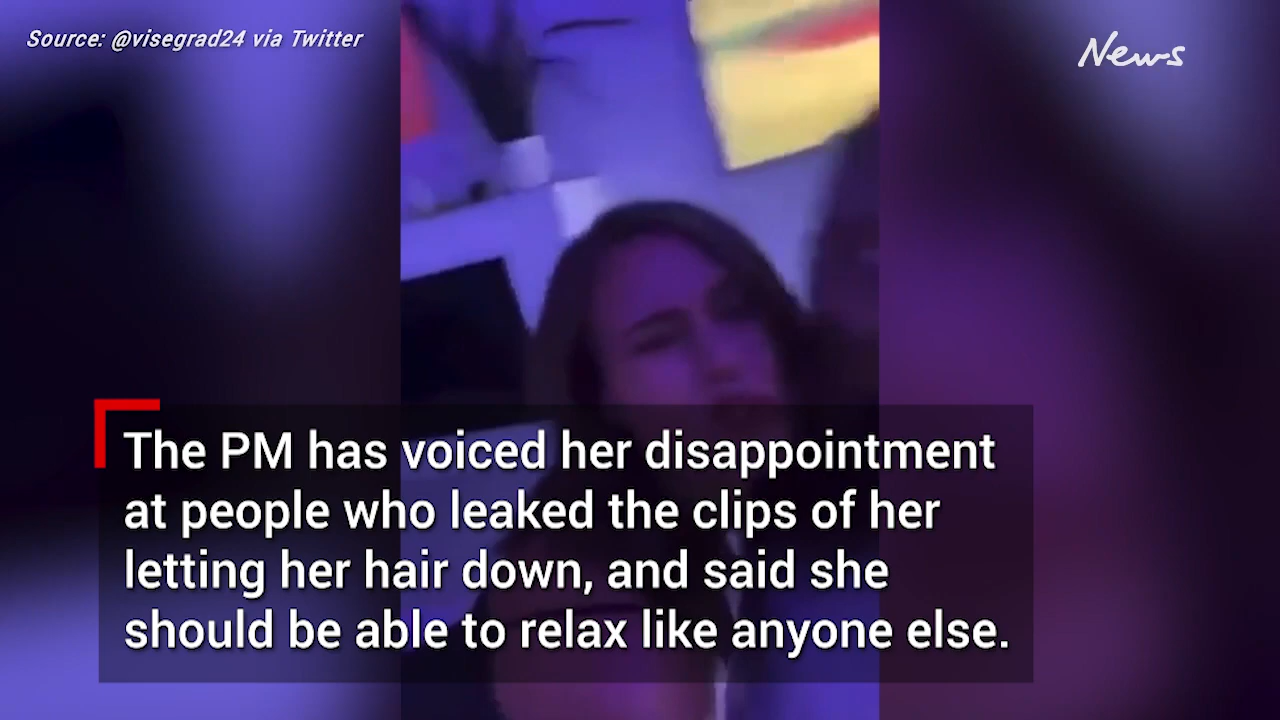 Source: @visegrad24 via Twitter
News
The PM has voiced her disappointment
at people who leaked the clips of her
letting her hair down, and said she
should be able to relax like anyone else.